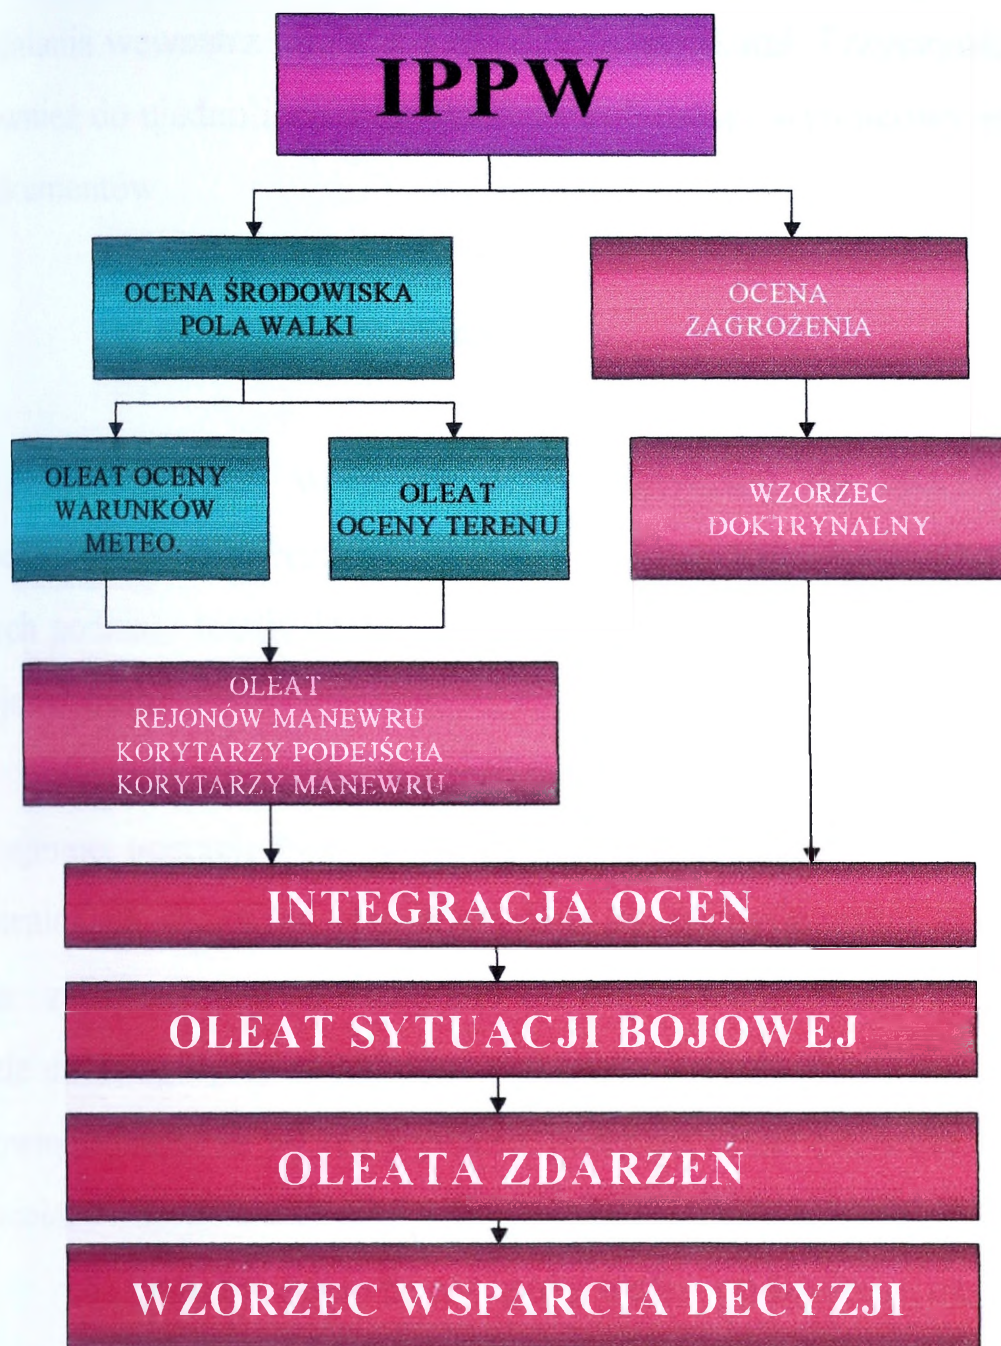 IPPW
OCENA ŚRODOWISKA
POLA WALKI
OCENA
ZAGROŻENIA
OLEAT OCENY
WARUNKÓW
METEO.
OLEAT
OCENY TERENU
WZORZEC
DOKTRYNALNY
OLEAT
REJONÓW MANEWRU
KORYTARZY PODEJŚCIA
KORYTARZY MANEWRU
INTEGRACJA OCEN
OLEAT SYTUACJI BOJOWEJ
OLEATA ZDARZEŃ
WZORZEC WSPARCIA DECYZJI